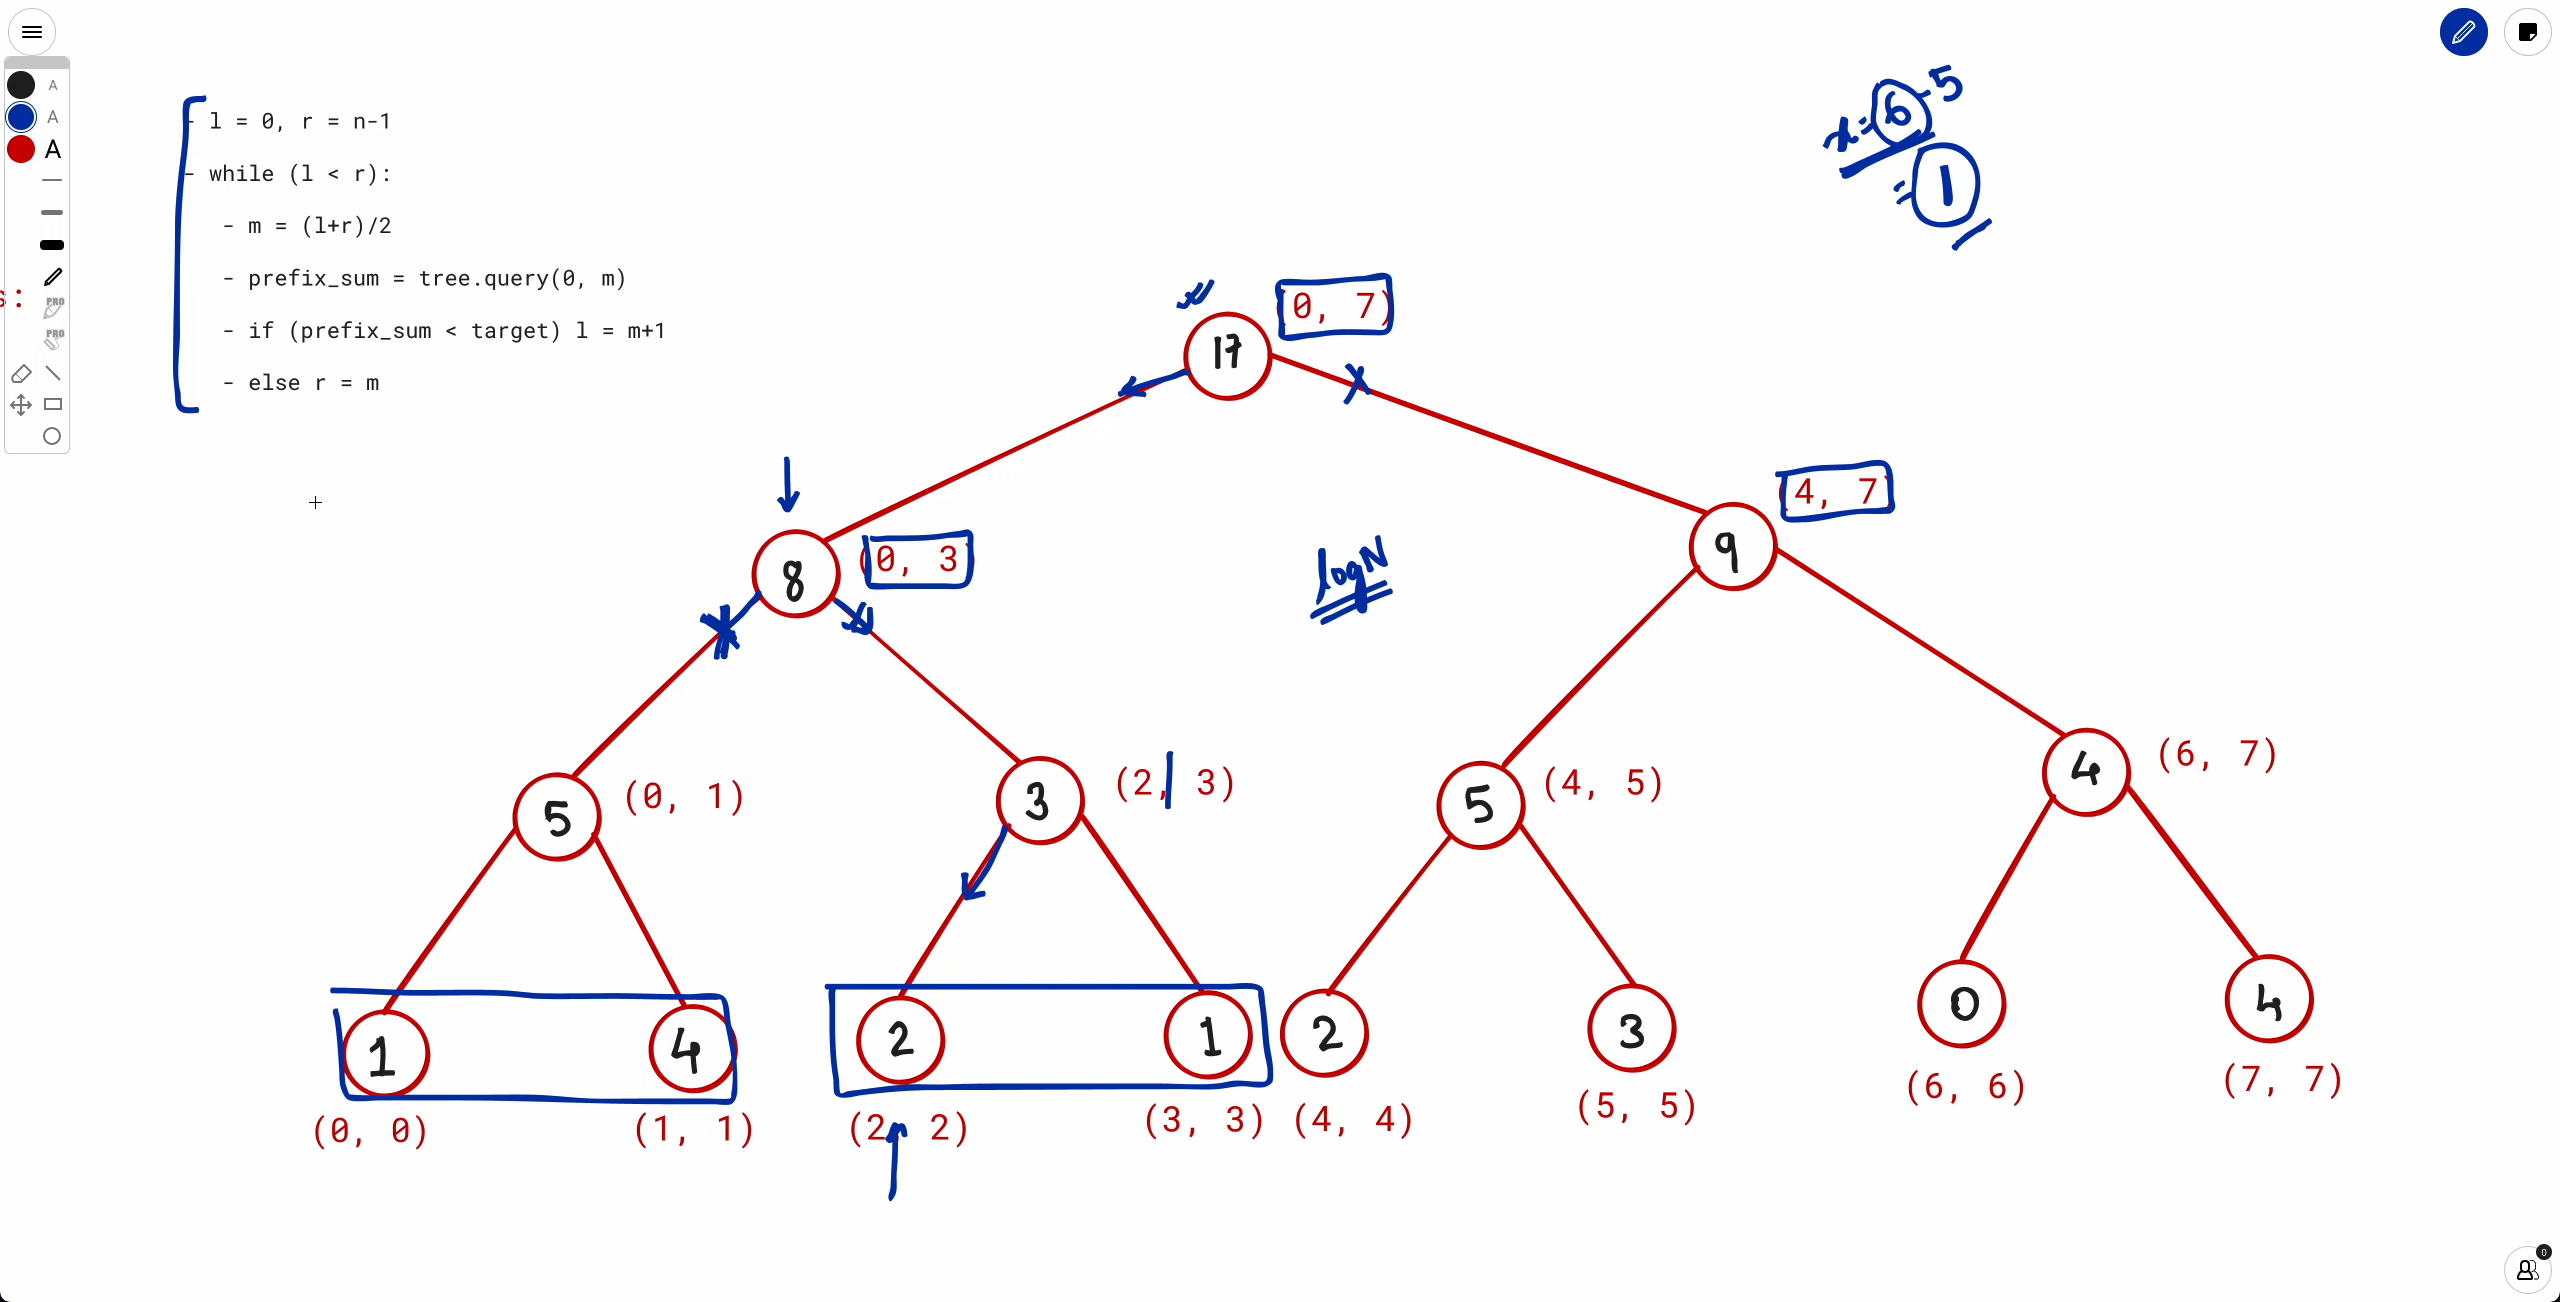 A
A
A
PRO
PRO
s:
- l = 0, r = n-1
- while (l < r):
- m = (l+r)/2
- prefix_sum = tree.query(0, m)
- if (prefix_sum < target) l = m+1
- else r = m
= 6 - 5
= 1
17
(0, 7)
8
(0, 3)
9
(4, 7)
logN
5
(0, 1)
3
(2, 3)
5
(4, 5)
4
(6, 7)
1
4
2
1
2
3
0
4
(0, 0)
(1, 1)
(2, 2)
(3, 3)
(4, 4)
(5, 5)
(6, 6)
(7, 7)
0